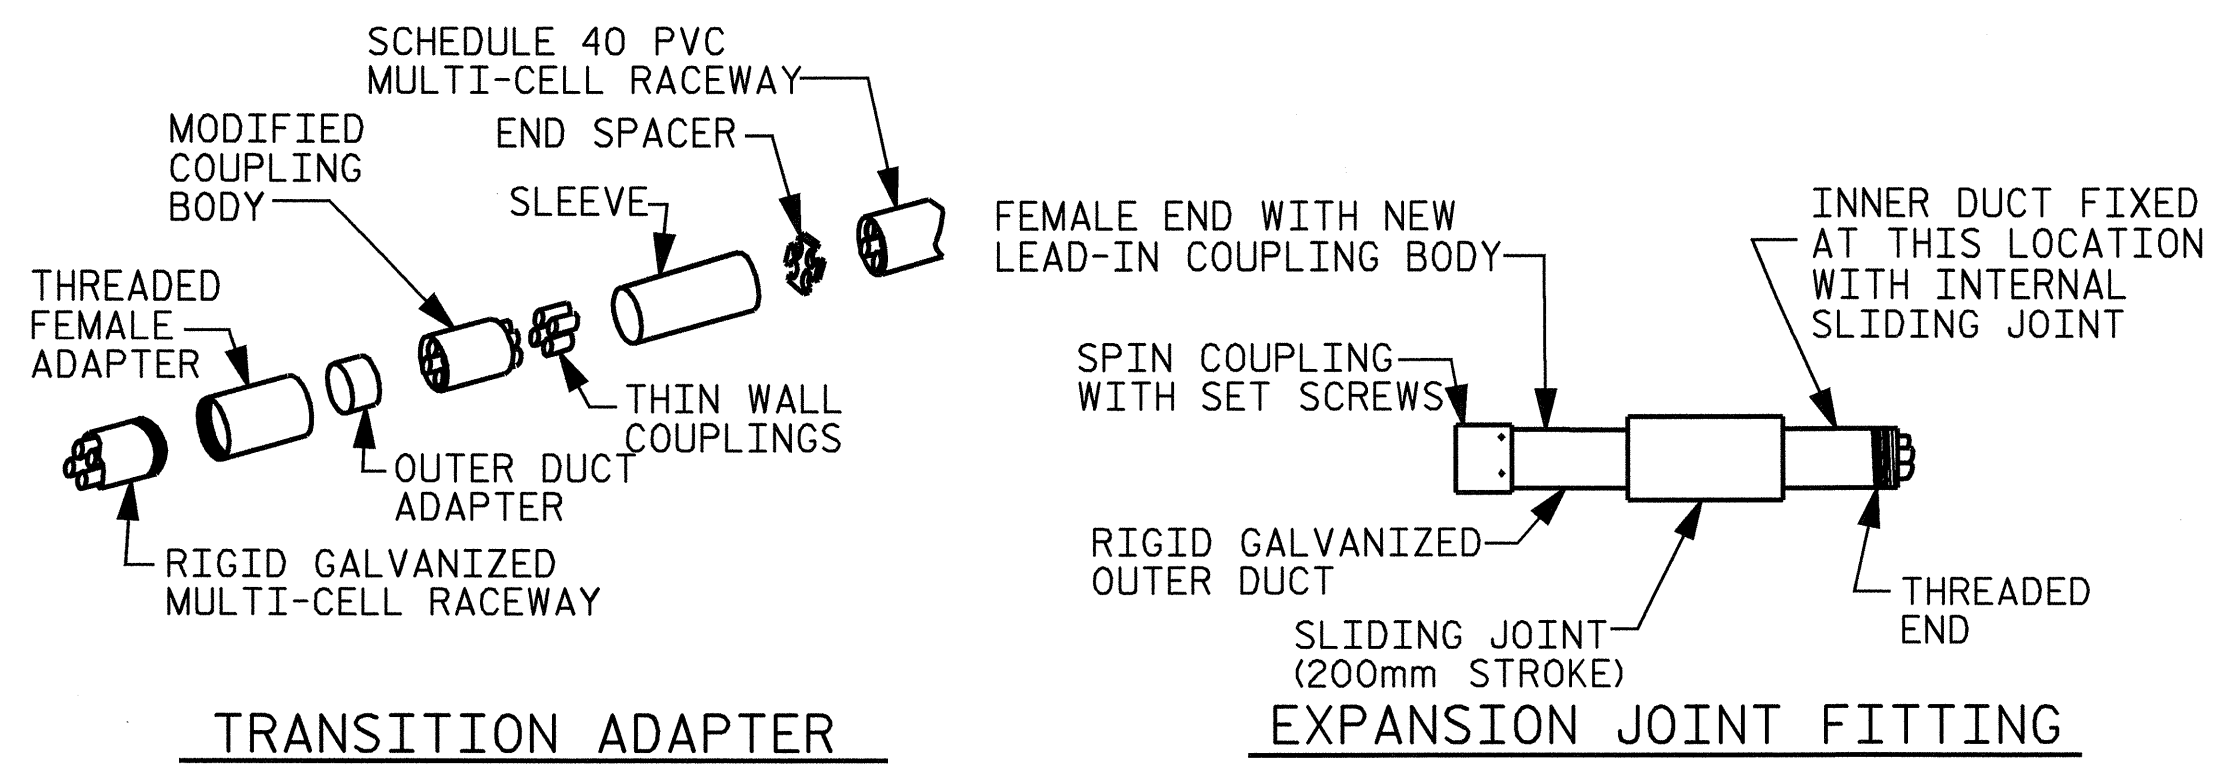 SCHEDULE 40 PVC
MULTI-CELL RACEWAY
MODIFIED
COUPLING
BODY
END SPACER
SLEEVE
THREADED
FEMALE
ADAPTER
THIN WALL
COUPLINGS
OUTER DUCT
ADAPTER
RIGID GALVANIZED
MULTI-CELL RACEWAY
TRANSITION ADAPTER
FEMALE END WITH NEW
LEAD-IN COUPLING BODY
INNER DUCT FIXED
AT THIS LOCATION
WITH INTERNAL
SLIDING JOINT
SPIN COUPLING
WITH SET SCREWS
RIGID GALVANIZED
OUTER DUCT
SLIDING JOINT
(200mm STROKE)
THREADED
END
EXPANSION JOINT FITTING